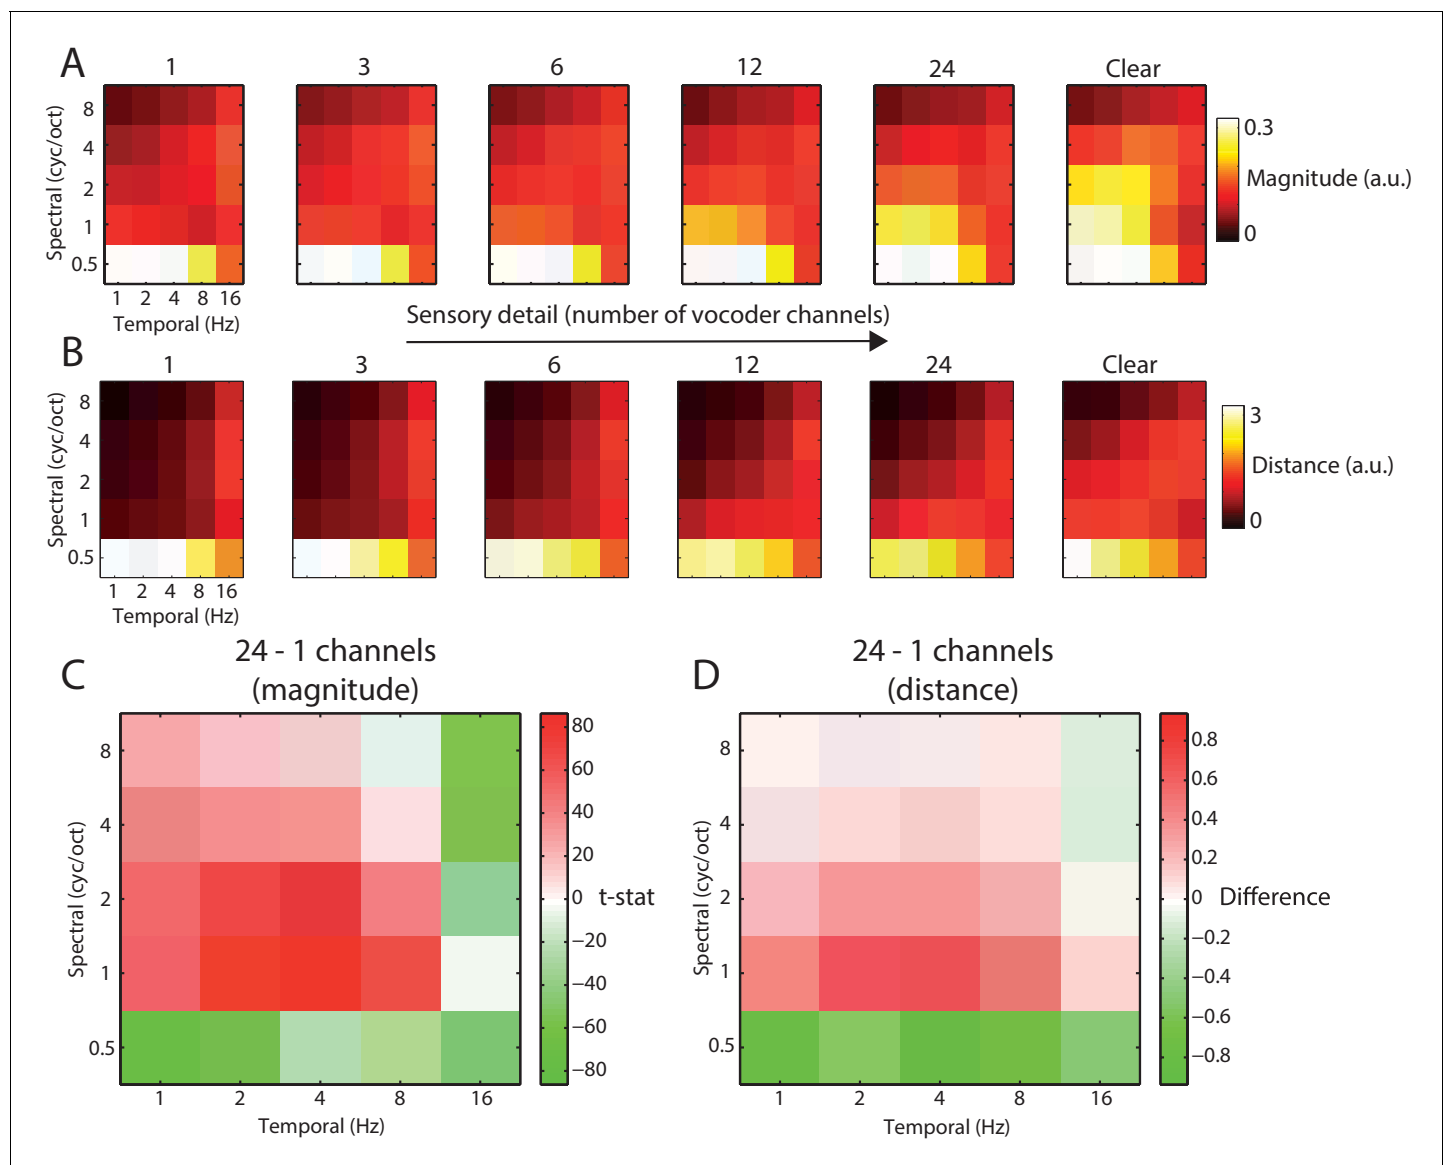 A
1 3 6 12 24 Clear
Spectral (cyc/oct)
8
4
2
1
0.5
1 2 4 8 16
Temporal (Hz)
0.3
Magnitude (a.u.)
0
Sensory detail (number of vocoder channels)
B
1 3 6 12 24 Clear
Spectral (cyc/oct)
8
4
2
1
0.5
1 2 4 8 16
Temporal (Hz)
3
Distance (a.u.)
0
C
24 - 1 channels
(magnitude)
Spectral (cyc/oct)
8
4
2
1
0.5
1 2 4 8 16
Temporal (Hz)
80
60
40
20
0
−20
−40
−60
−80
t-stat
D
24 - 1 channels
(distance)
Spectral (cyc/oct)
8
4
2
1
0.5
1 2 4 8 16
Temporal (Hz)
0.8
0.6
0.4
0.2
0
−0.2
−0.4
−0.6
−0.8
Difference